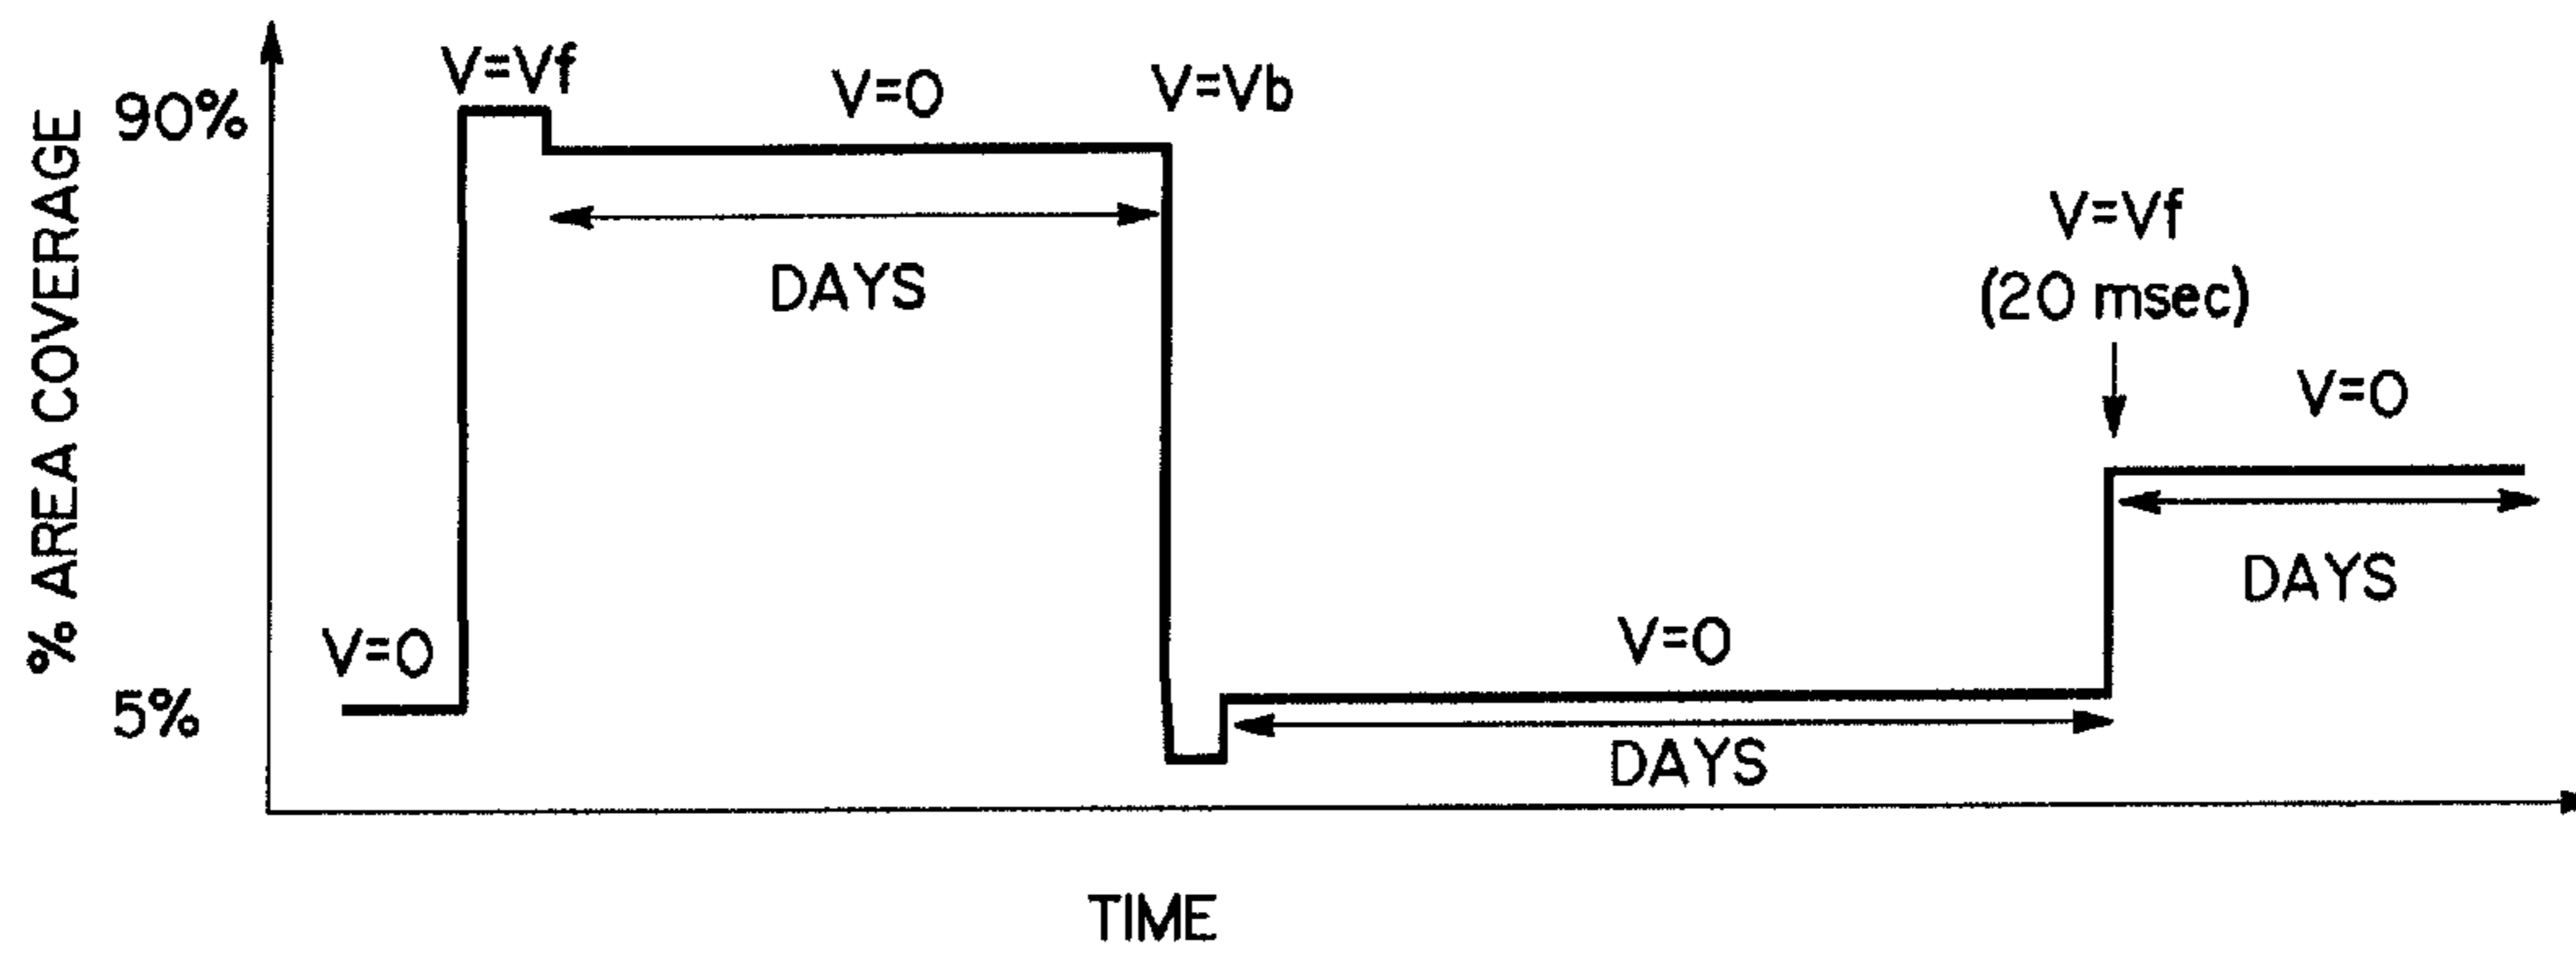 % AREA COVERAGE
90%
5%
V=0
V=Vf
V=0
DAYS
V=Vb
V=0
DAYS
V=Vf
(20 msec)
V=0
DAYS
TIME